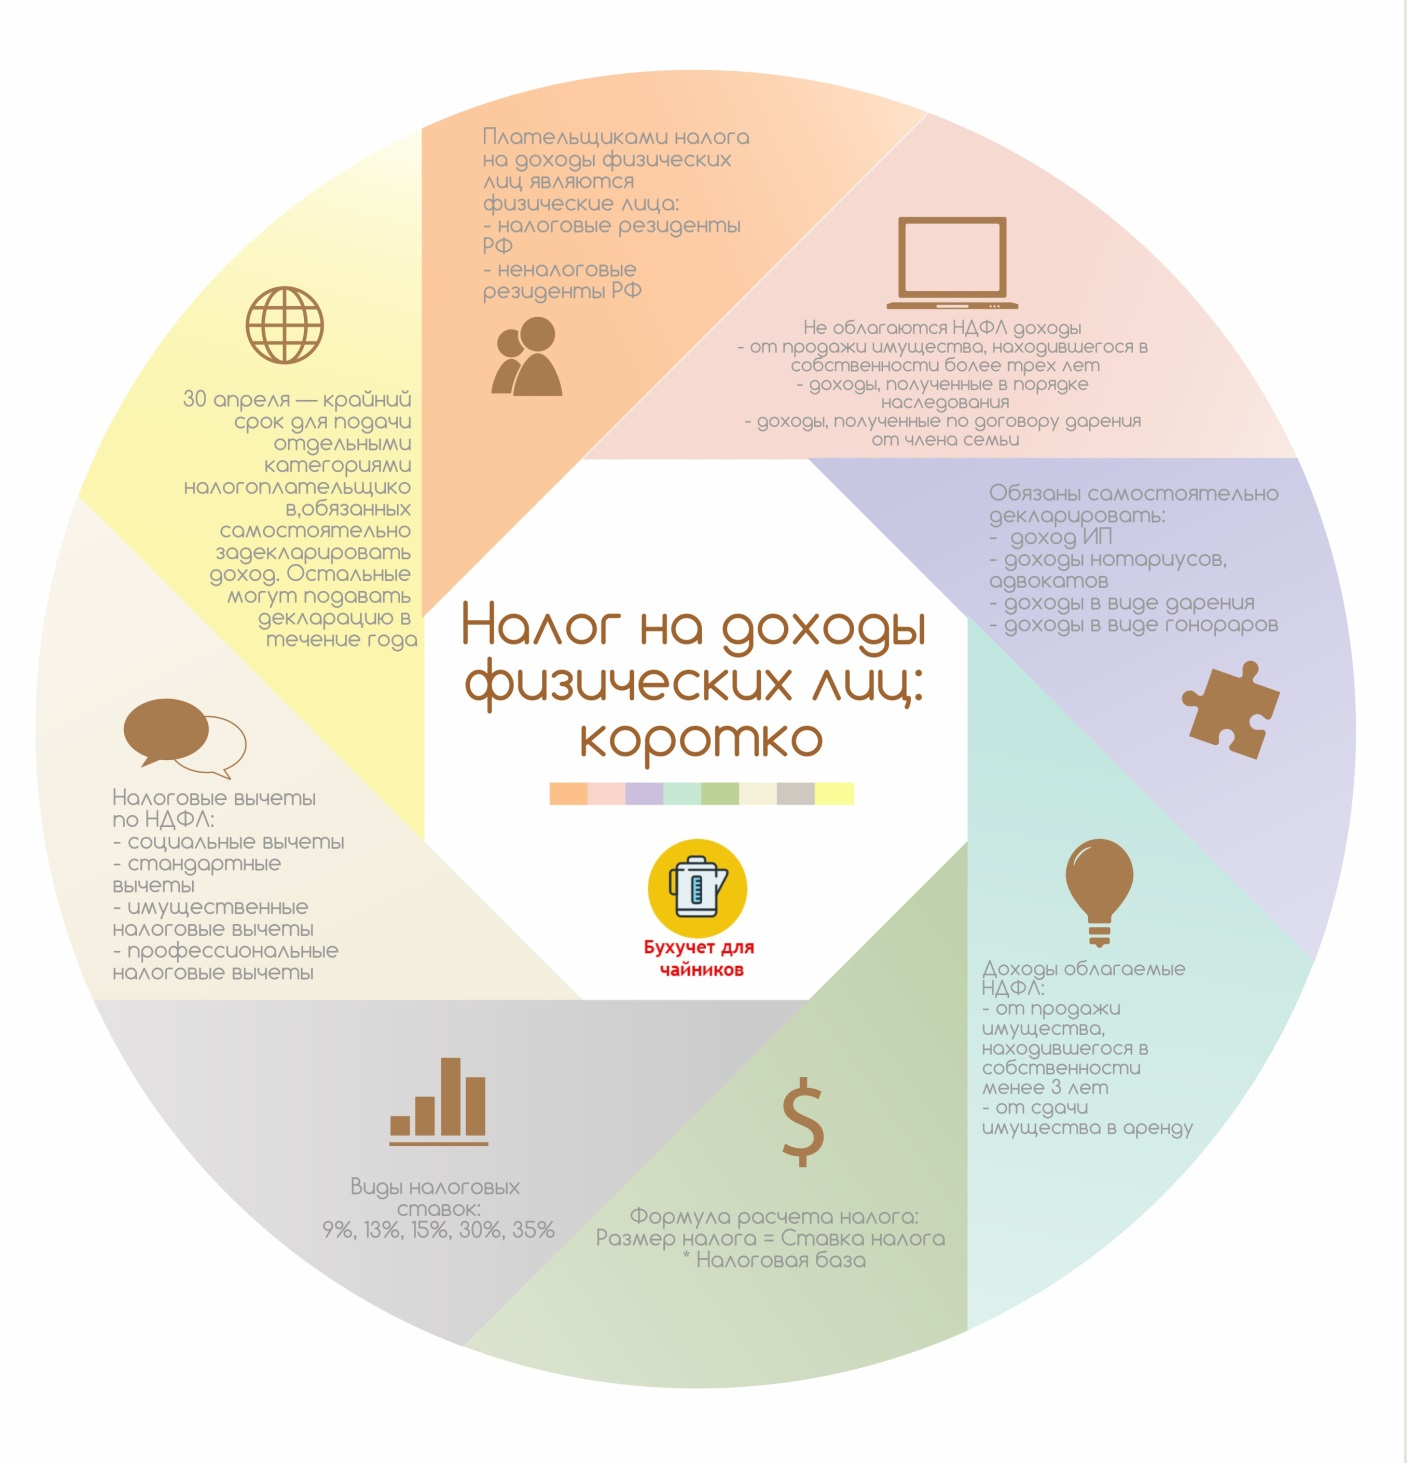 Налог на доходы
физических лиц:
коротко
Бухучет для
чайников
Плательщиками налога
на доходы физических
лиц являются
физические лица:
- налоговые резиденты
РФ
- неналоговые
резиденты РФ
Не облагаются НДФЛ доходы
- от продажи имущества, находившегося в
собственности более трех лет
- доходы, полученные в порядке
наследования
- доходы, полученные по договору дарения
от члена семьи
Обязаны самостоятельно
декларировать:
-  доход ИП
- доходы нотариусов,
адвокатов
- доходы в виде дарения
- доходы в виде гонораров
Доходы облагаемые
НДФЛ:
- от продажи
имущества,
находившегося в
собственности
менее 3 лет
- от сдачи
имущества в аренду
$
Формула расчета налога:
Размер налога = Ставка налога
* Налоговая база
Виды налоговых
ставок:
9%, 13%, 15%, 30%, 35%
Налоговые вычеты
по НДФЛ:
- социальные вычеты
- стандартные
вычеты
- имущественные
налоговые вычеты
- профессиональные
налоговые вычеты
30 апреля — крайний
срок для подачи
отдельными
категориями
налогоплательщико
в,обязанных
самостоятельно
задекларировать
доход. Остальные
могут подавать
декларацию в
течение года